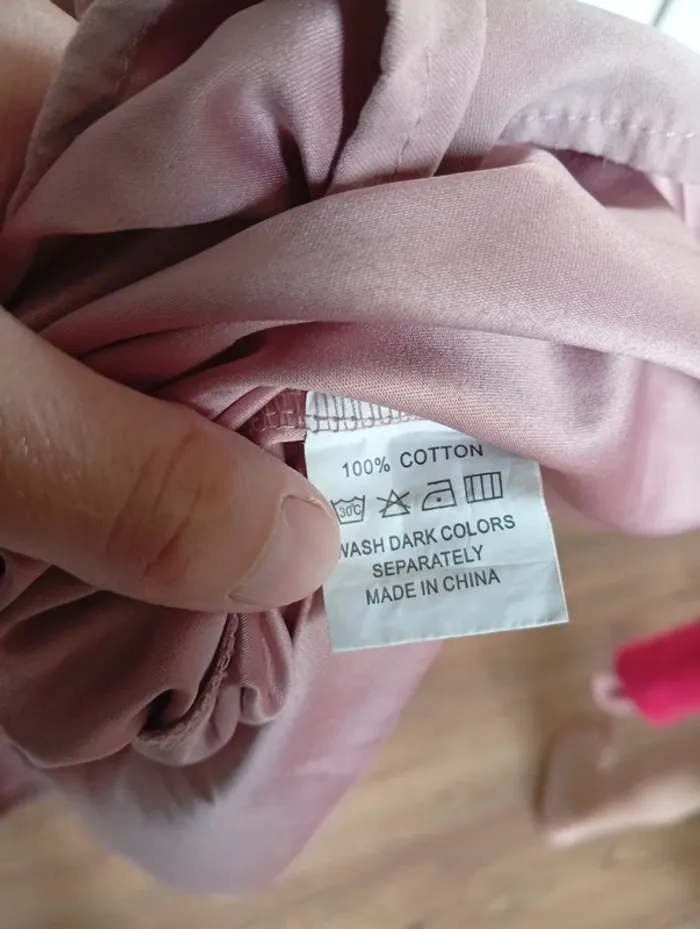 100% COTTON
30°C
WASH DARK COLORS
SEPARATELY
MADE IN CHINA